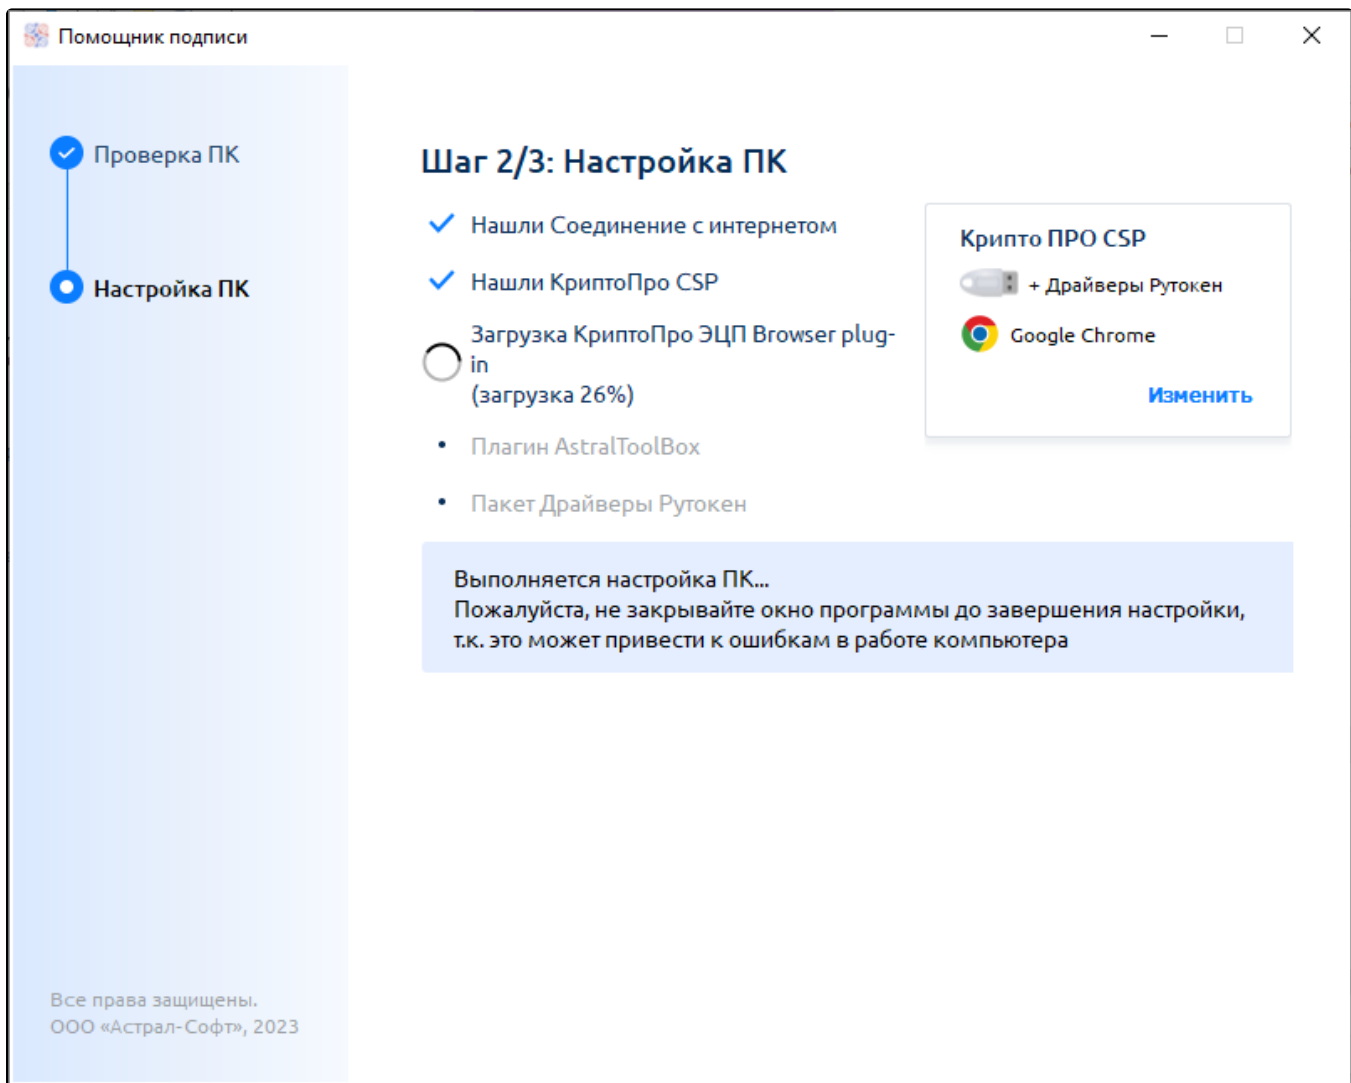 Помощник подписи
Проверка ПК
Настройка ПК
Шаг 2/3: Настройка ПК
Нашли Соединение с интернетом
Нашли КриптоПро CSP
Загрузка КриптоПро ЭЦП Browser plug-
in
(загрузка 26%)
Плагин AstralToolBox
Пакет Драйверы Рутокен
Крипто ПРО CSP
+ Драйверы Рутокен
Google Chrome
Изменить
Выполняется настройка ПК...
Пожалуйста, не закрывайте окно программы до завершения настройки,
т.к. это может привести к ошибкам в работе компьютера
Все права защищены.
ООО «Астрал-Софт», 2023